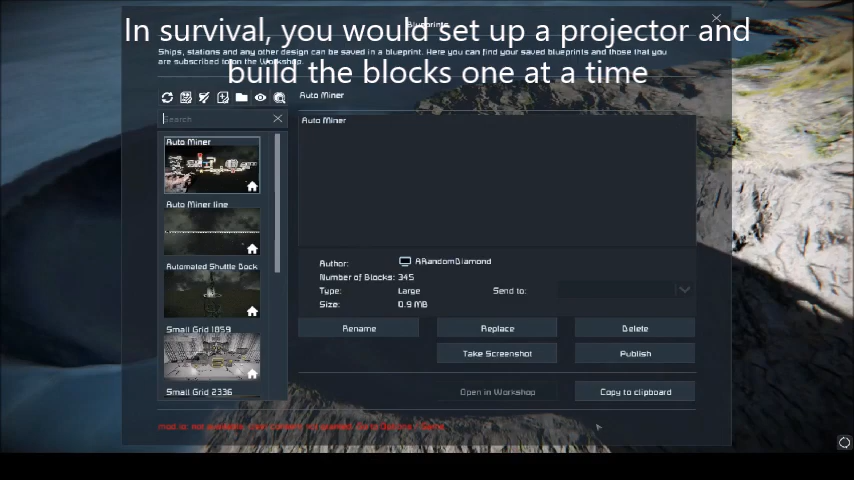 In survival, you would set up a projector and
build the blocks one at a time
Blueprints
Ships, stations and any other design can be saved in a blueprint. Here you can find your saved blueprints and those that you
are subscribed to on the Workshop.
Auto Miner
Search
Auto Miner
Auto Miner
Auto Miner line
Automated Shuttle Dock
Small Grid 1859
Small Grid 2336
Author: ARandomDiamond
Number of Blocks: 345
Type: Large
Send to:
Size: 0.9 MB
Rename
Replace
Delete
Take Screenshot
Publish
Open in Workshop
Copy to clipboard
mod.io: not available